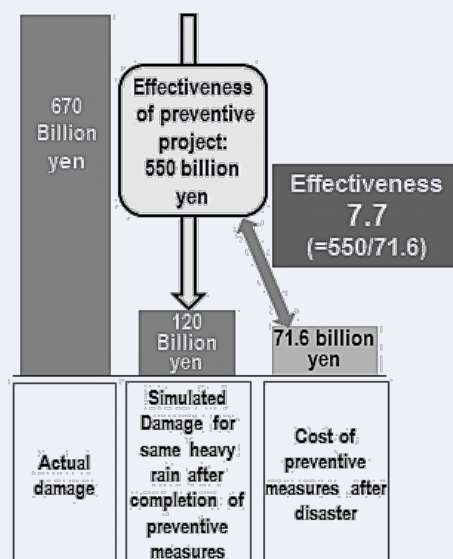 670
Billion
yen
Effectiveness
of preventive
project:
550 billion
yen
Effectiveness
7.7
(=550/71.6)
120
Billion
yen
71.6 billion
yen
Actual
damage
Simulated
Damage for
same heavy
rain after
completion of
preventive
measures
Cost of
preventive
measures after
disaster